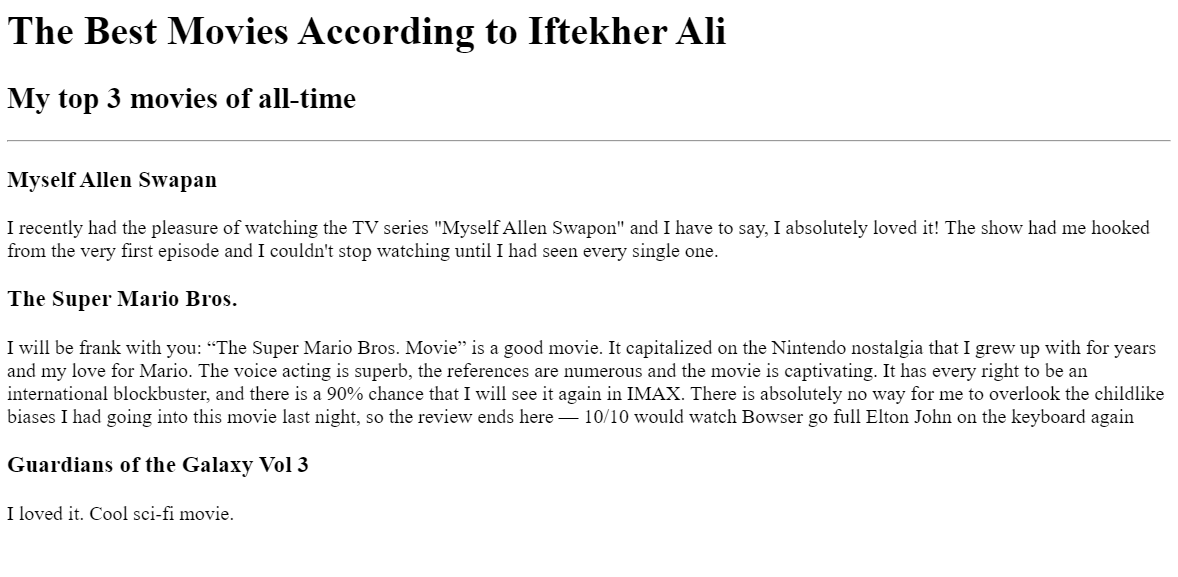 The Best Movies According to Iftekher Ali
My top 3 movies of all-time
Myself Allen Swapan
I recently had the pleasure of watching the TV series "Myself Allen Swapon" and I have to say, I absolutely loved it! The show had me hooked
from the very first episode and I couldn't stop watching until I had seen every single one.
The Super Mario Bros.
I will be frank with you: “The Super Mario Bros. Movie” is a good movie. It capitalized on the Nintendo nostalgia that I grew up with for years
and my love for Mario. The voice acting is superb, the references are numerous and the movie is captivating. It has every right to be an
international blockbuster, and there is a 90% chance that I will see it again in IMAX. There is absolutely no way for me to overlook the childlike
biases I had going into this movie last night, so the review ends here — 10/10 would watch Bowser go full Elton John on the keyboard again
Guardians of the Galaxy Vol 3
I loved it. Cool sci-fi movie.